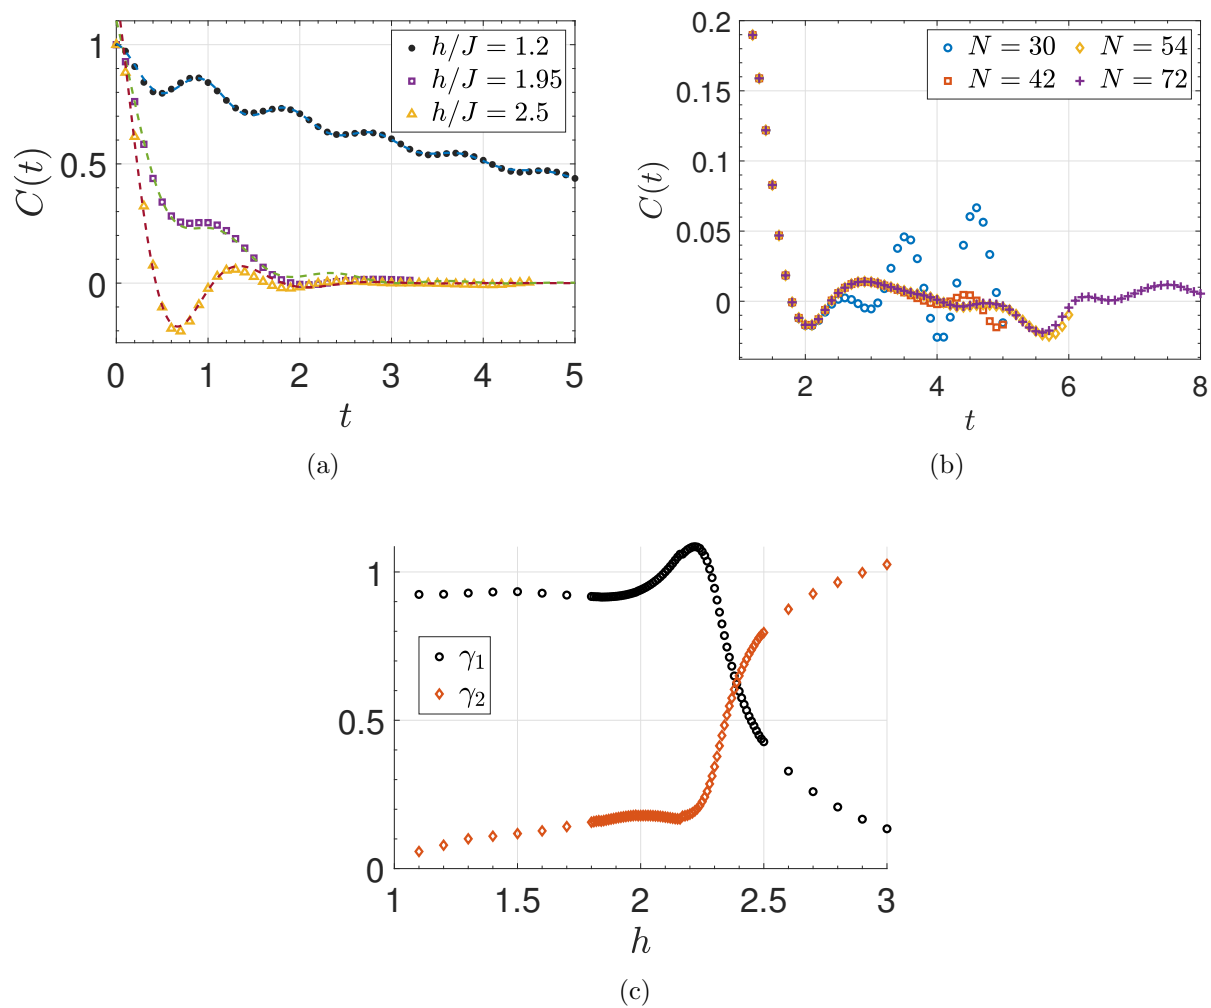 1
0.5
0
C(t)
h/J = 1.2
h/J = 1.95
h/J = 2.5
0 1 2 3 4 5
t
(a)
0.2
0.15
0.1
0.05
0
C(t)
N = 30 N = 54
N = 42 N = 72
2 4 6 8
t
(b)
1
0.5
0
γ1
γ2
1 1.5 2 2.5 3
h
(c)